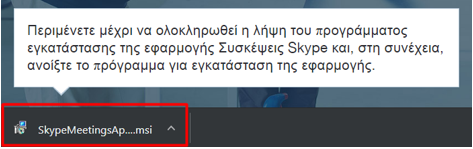 Περιμένετε μέχρι να ολοκληρωθεί η λήψη του προγράμματος
εγκατάστασης της εφαρμογής Συσκέψεις Skype και, στη συνέχεια,
ανοίξτε το πρόγραμμα για εγκατάσταση της εφαρμογής.
SkypeMeetingsAp....msi